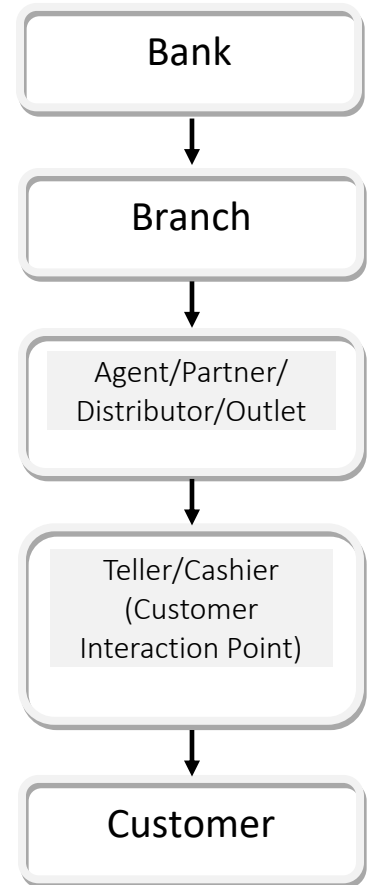 Bank
Branch
Agent/Partner/
Distributor/Outlet
Teller/Cashier
(Customer
Interaction Point)
Customer